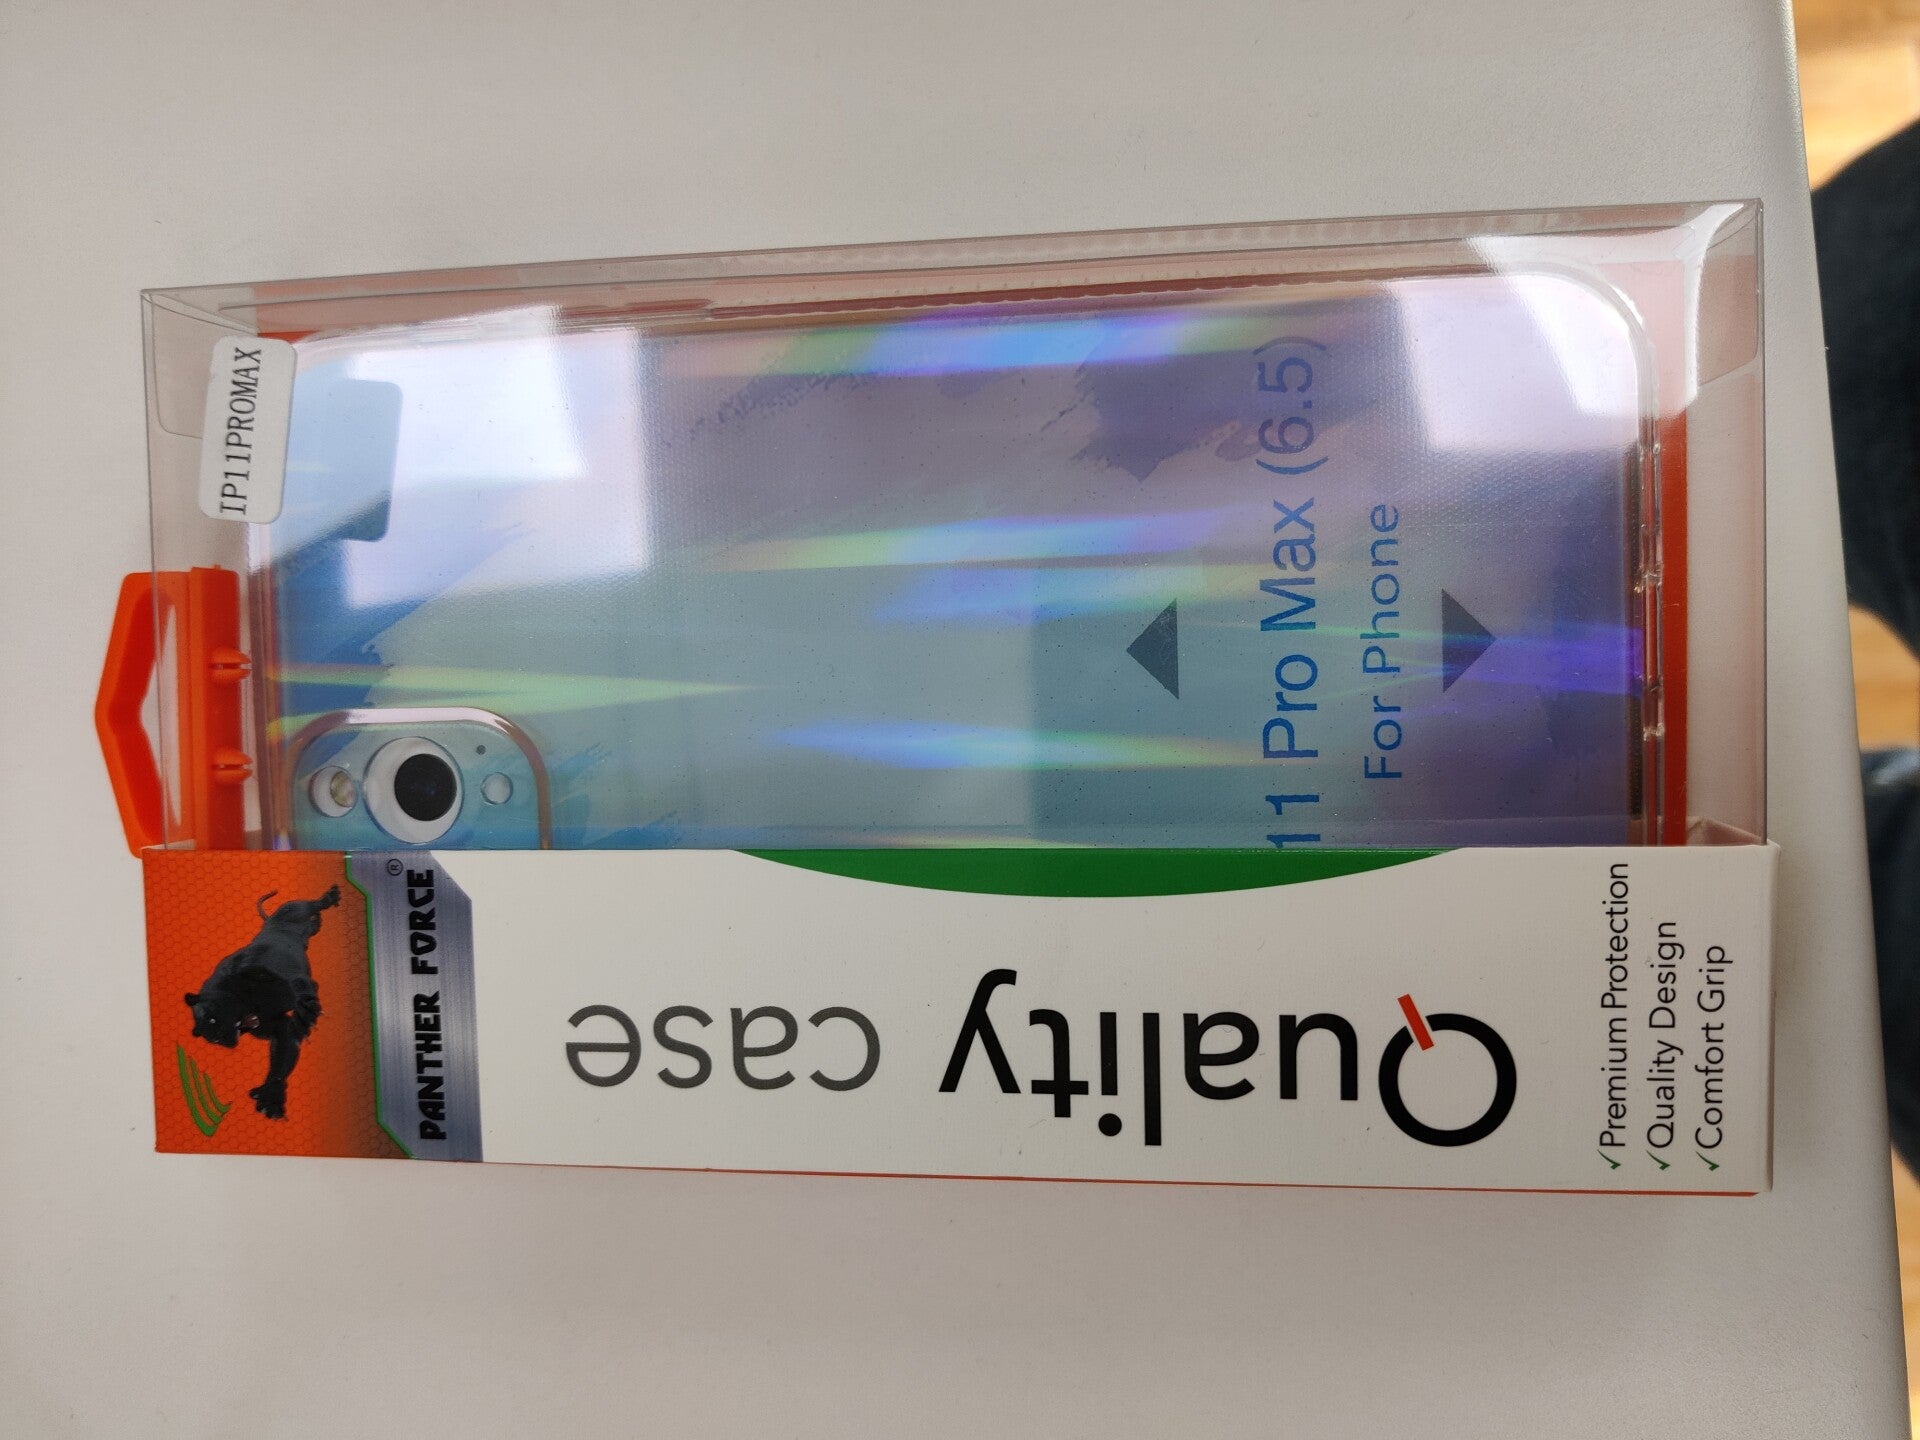 IP11PROMAX
11 Pro Max (6.5)
For Phone
PANTHER FORCE®
Quality case
✓Premium Protection
✓Quality Design
✓Comfort Grip